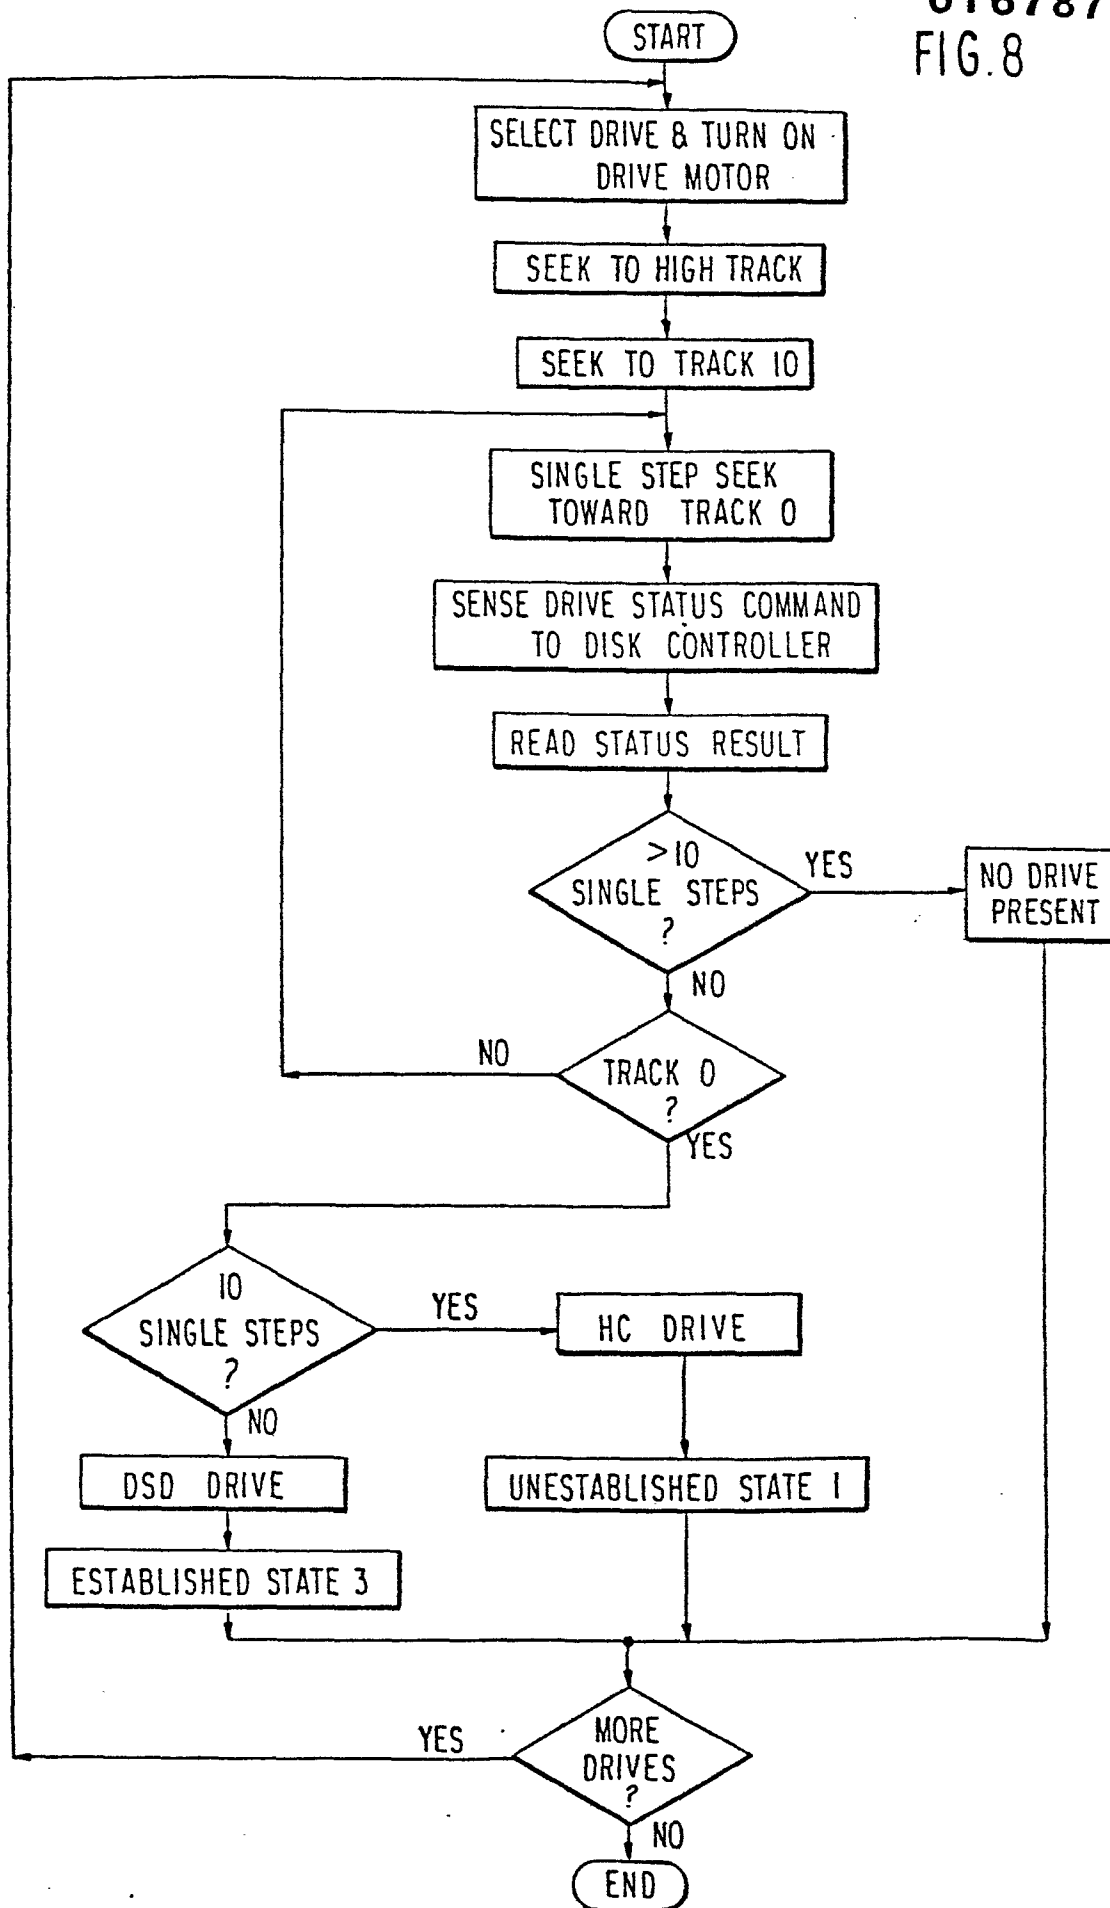 FIG.8
START
SELECT DRIVE & TURN ON
DRIVE MOTOR
SEEK TO HIGH TRACK
SEEK TO TRACK 10
SINGLE STEP SEEK
TOWARD TRACK 0
SENSE DRIVE STATUS COMMAND
TO DISK CONTROLLER
READ STATUS RESULT
>10
SINGLE STEPS
?
YES
NO DRIVE
PRESENT
NO
TRACK 0
?
NO
YES
10
SINGLE STEPS
?
YES
HC DRIVE
NO
DSD DRIVE
UNESTABLISHED STATE 1
ESTABLISHED STATE 3
MORE
DRIVES
?
YES
NO
END